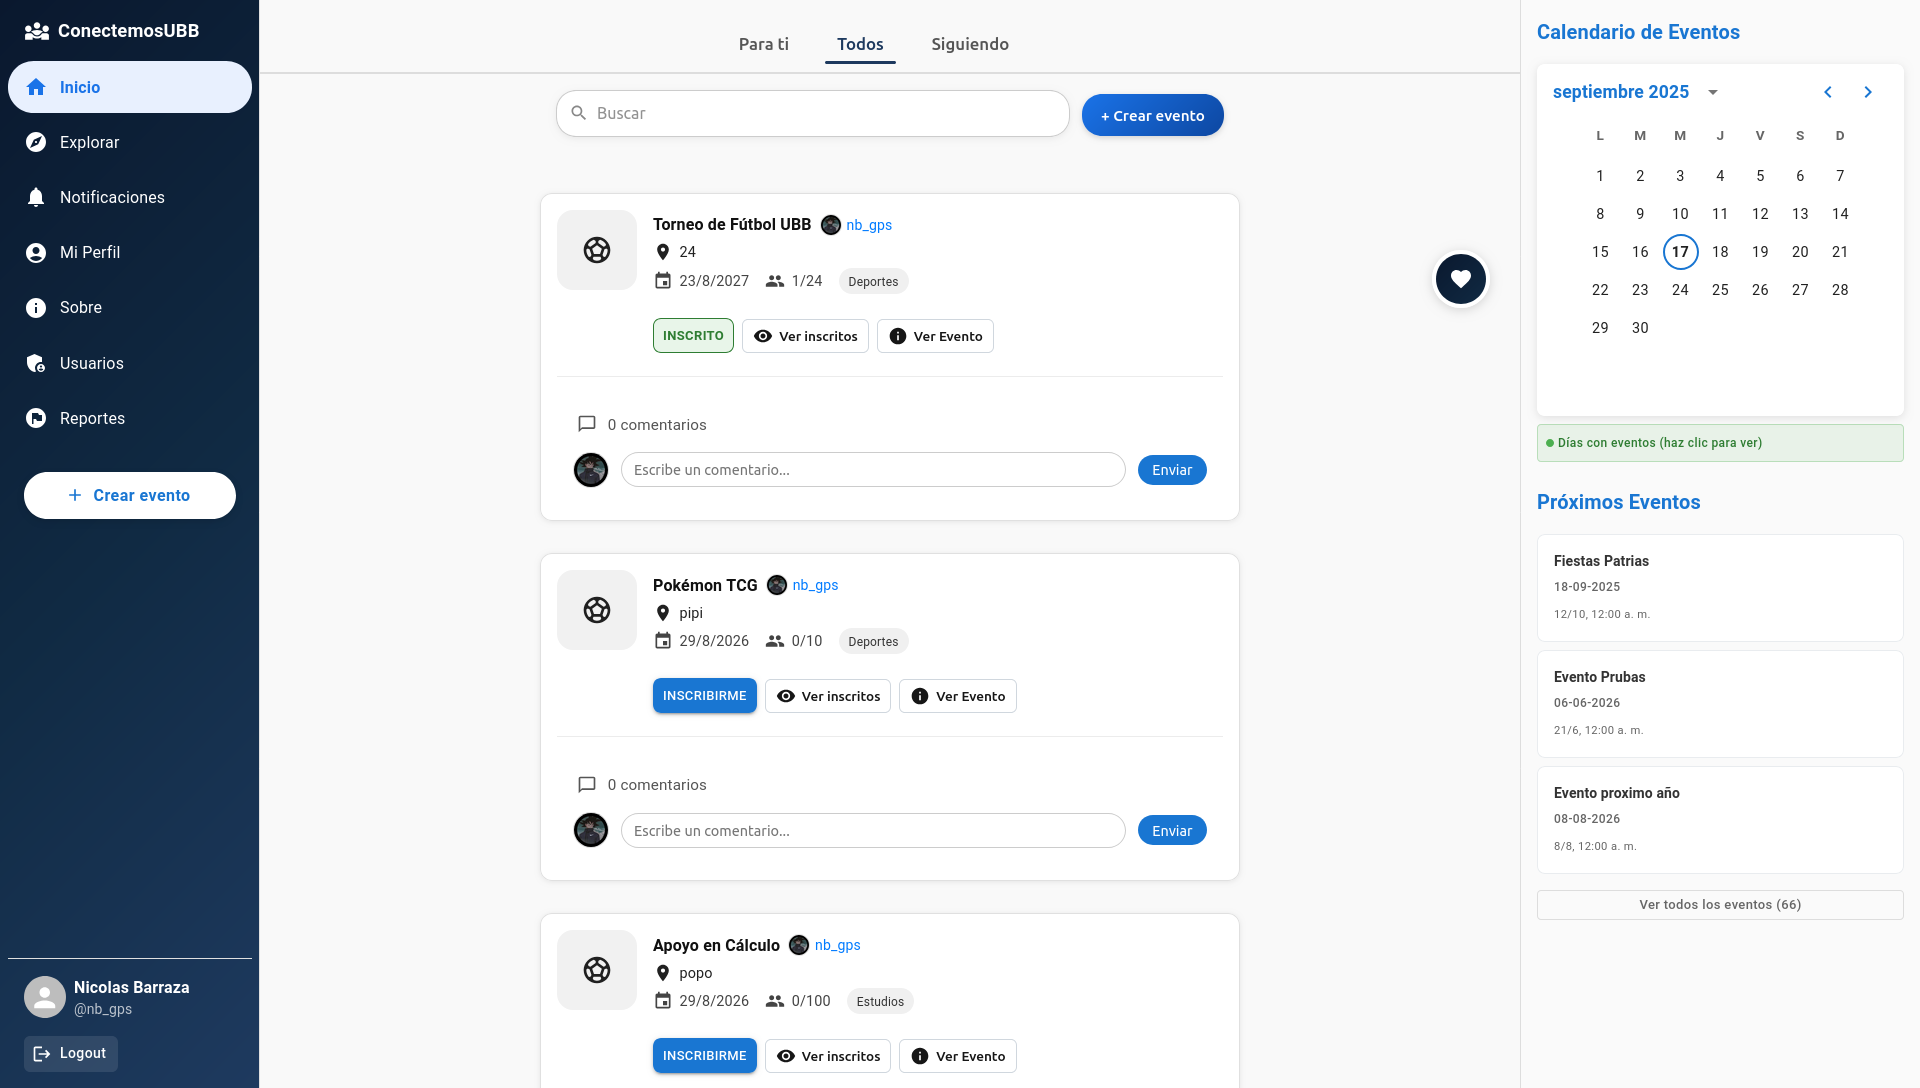 ConectemosUBB
Inicio
Explorar
Notificaciones
Mi Perfil
Sobre
Usuarios
Reportes
+ Crear evento
Nicolas Barraza
@nb_gps
Logout
Para ti Todos Siguiendo
Buscar
+ Crear evento
Torneo de Fútbol UBB nb_gps
24
23/8/2027 1/24 Deportes
INSCRITO Ver inscritos Ver Evento
0 comentarios
Escribe un comentario... Enviar
Pokémon TCG nb_gps
pipi
29/8/2026 0/10 Deportes
INSCRIBIRME Ver inscritos Ver Evento
0 comentarios
Escribe un comentario... Enviar
Apoyo en Cálculo nb_gps
popo
29/8/2026 0/100 Estudios
INSCRIBIRME Ver inscritos Ver Evento
Calendario de Eventos
septiembre 2025
L M M J V S D
1 2 3 4 5 6 7
8 9 10 11 12 13 14
15 16 17 18 19 20 21
22 23 24 25 26 27 28
29 30
Días con eventos (haz clic para ver)
Próximos Eventos
Fiestas Patrias
18-09-2025
12/10, 12:00 a. m.
Evento Prubas
06-06-2026
21/6, 12:00 a. m.
Evento proximo año
08-08-2026
8/8, 12:00 a. m.
Ver todos los eventos (66)